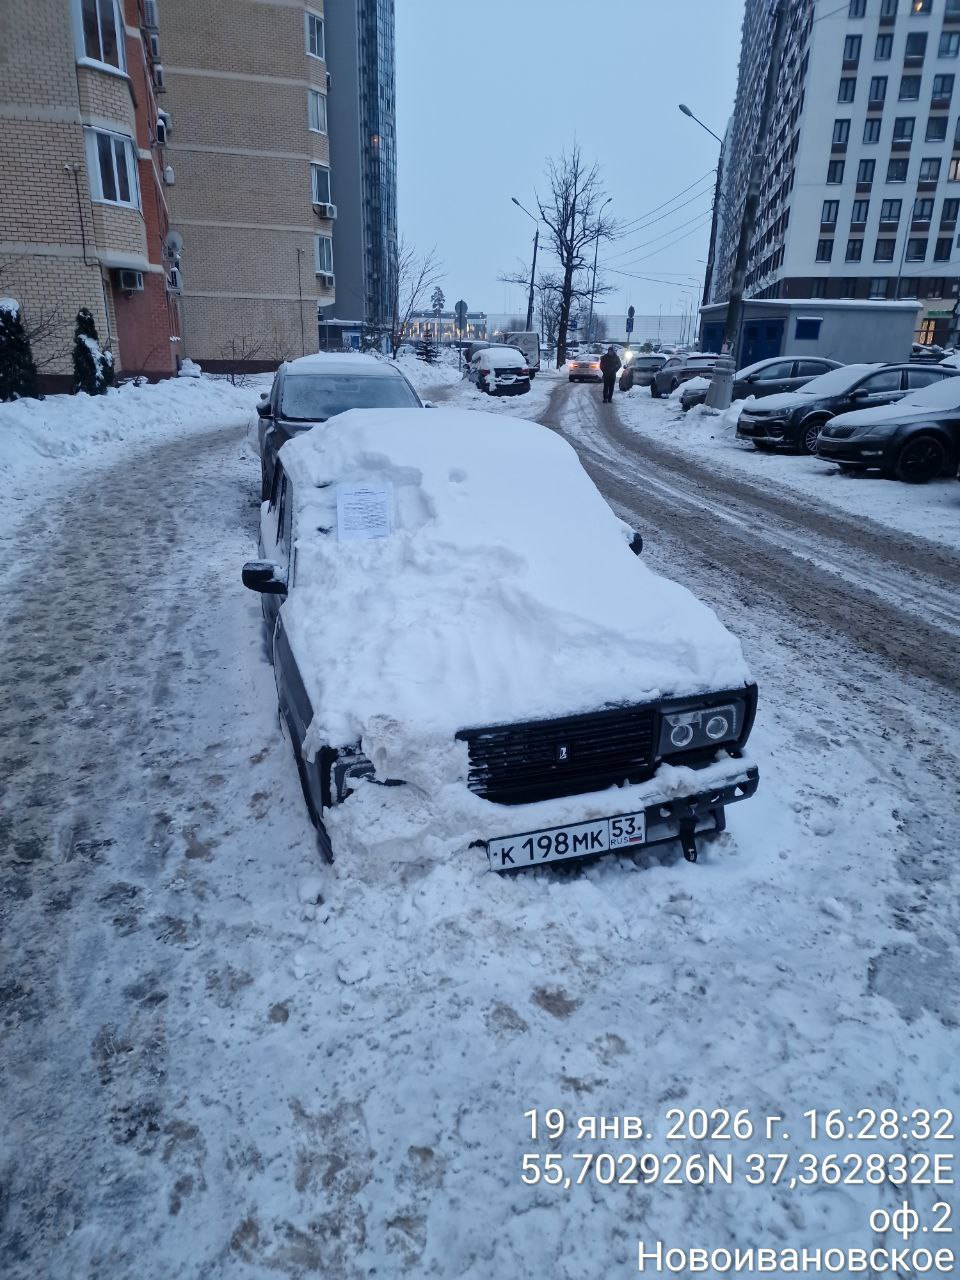 К 198 МК 53
RUS
19 янв. 2026 г. 16:28:32
55,702926N 37,362832E
оф.2
Новоивановское